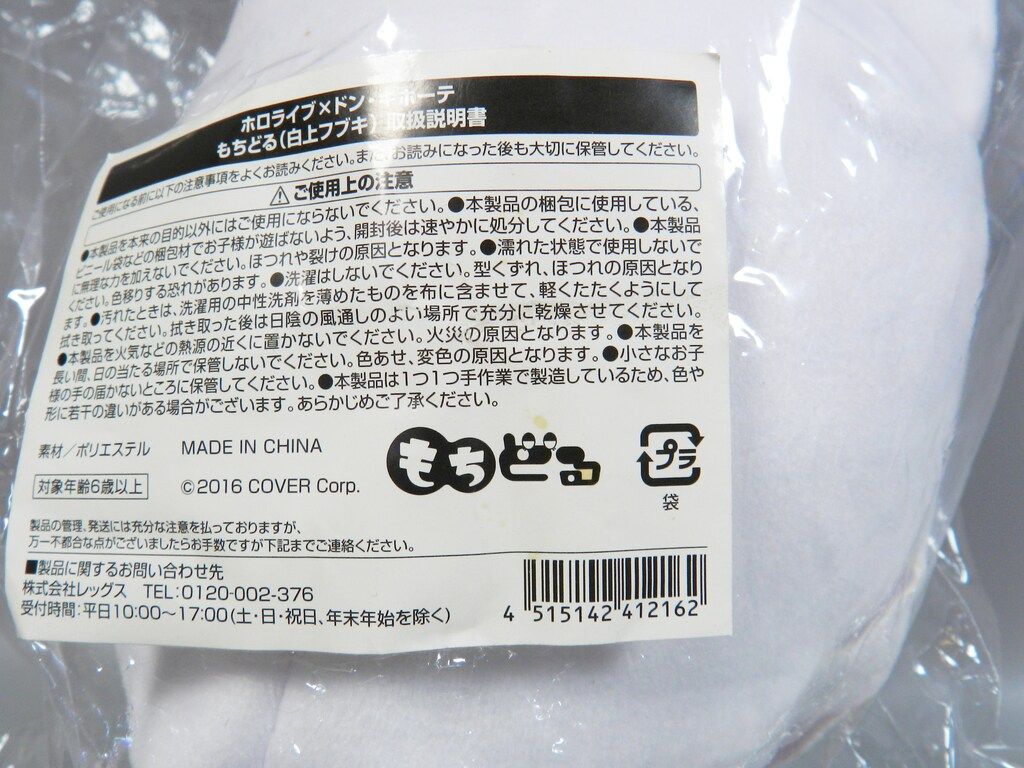 ホロライブ×ドン・キホーテ
もちどる(白上フブキ)取扱説明書
ご使用になる前に以下の注意事項をよくお読みください。また、お読みになった後も大切に保管してください。
⚠ご使用上の注意
●本製品を本来の目的以外にはご使用にならないでください。●本製品の梱包に使用している、
ビニール袋などの梱包材でお子様が遊ばないよう、開封後は速やかに処分してください。●本製品
に無理な力を加えないでください。ほつれや裂けの原因となります。●濡れた状態で使用しないで
ください。色移りする恐れがあります。●洗濯はしないでください。型くずれ、ほつれの原因となり
ます。●汚れたときは、洗濯用の中性洗剤を薄めたものを布に含ませて、軽くたたくようにして
拭き取ってください。拭き取った後は日陰の風通しのよい場所で充分に乾燥させてください。
●本製品を火気などの熱源の近くに置かないでください。火災の原因となります。●本製品を
長い間、日の当たる場所で保管しないでください。色あせ、変色の原因となります。●小さなお子
様の手の届かないところに保管してください。●本製品は1つ1つ手作業で製造しているため、色や
形に若干の違いがある場合がございます。あらかじめご了承ください。
素材/ポリエステル MADE IN CHINA
対象年齢6歳以上 ©2016 COVER Corp.
もちどる
プラ
袋
製品の管理、発送には充分な注意を払っておりますが、
万一不都合な点がございましたらお手数ですが下記までご連絡ください。
■製品に関するお問い合わせ先
株式会社レッグス TEL:0120-002-376
受付時間:平日10:00～17:00(土・日・祝日、年末年始を除く)
4 515142 412162